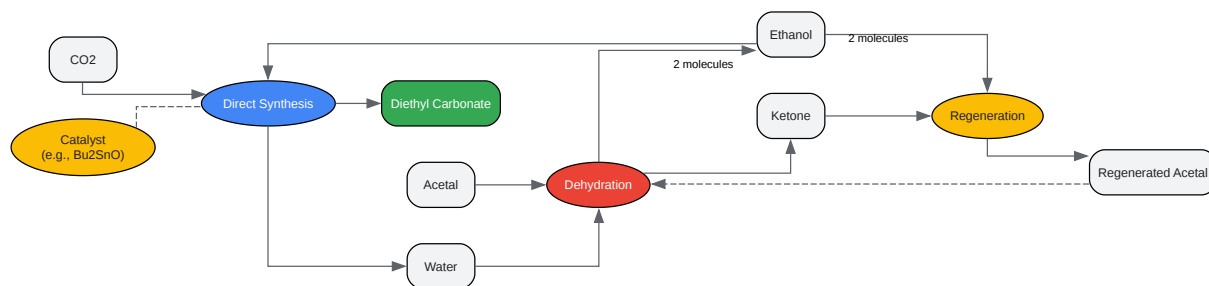 Ethanol
2 molecules
CO2
2 molecules
Direct Synthesis
Diethyl Carbonate
Ketone
Regeneration
Catalyst
(e.g., Bu2SnO)
Acetal
Dehydration
Regenerated Acetal
Water